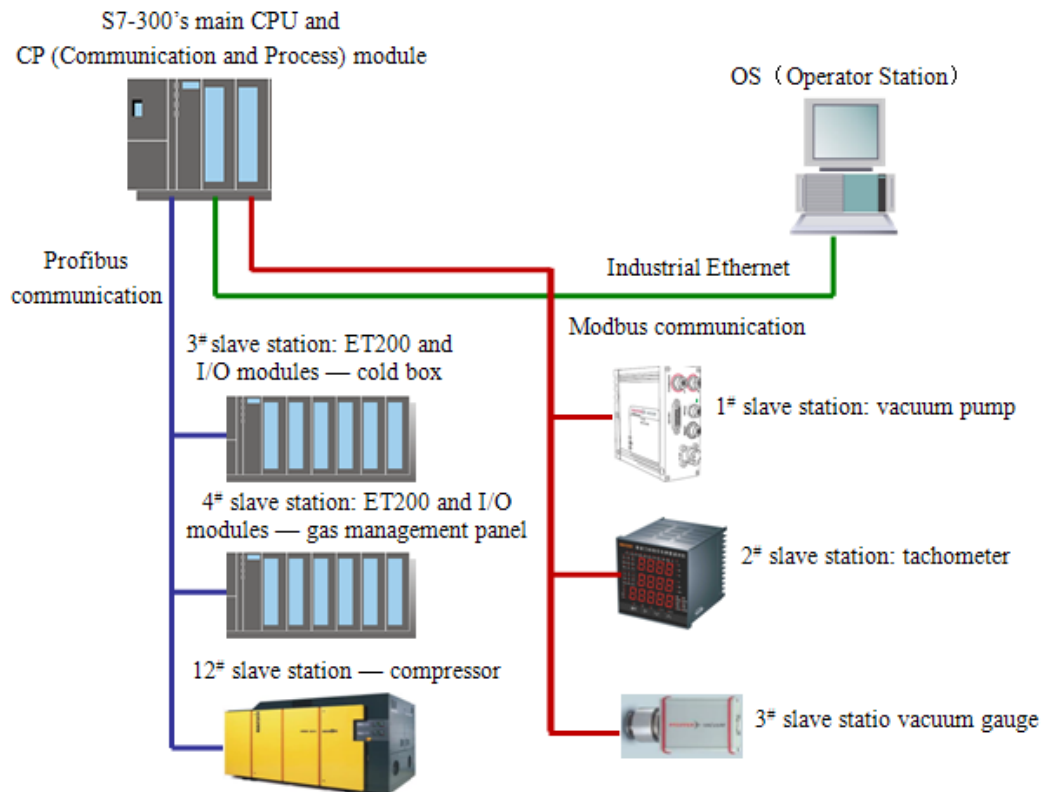 S7-300’s main CPU and
CP (Communication and Process) module
OS（Operator Station）
Profibus
communication
Industrial Ethernet
Modbus communication
3# slave station: ET200 and
I/O modules — cold box
1# slave station: vacuum pump
4# slave station: ET200 and I/O
modules — gas management panel
2# slave station: tachometer
12# slave station — compressor
3# slave statio vacuum gauge